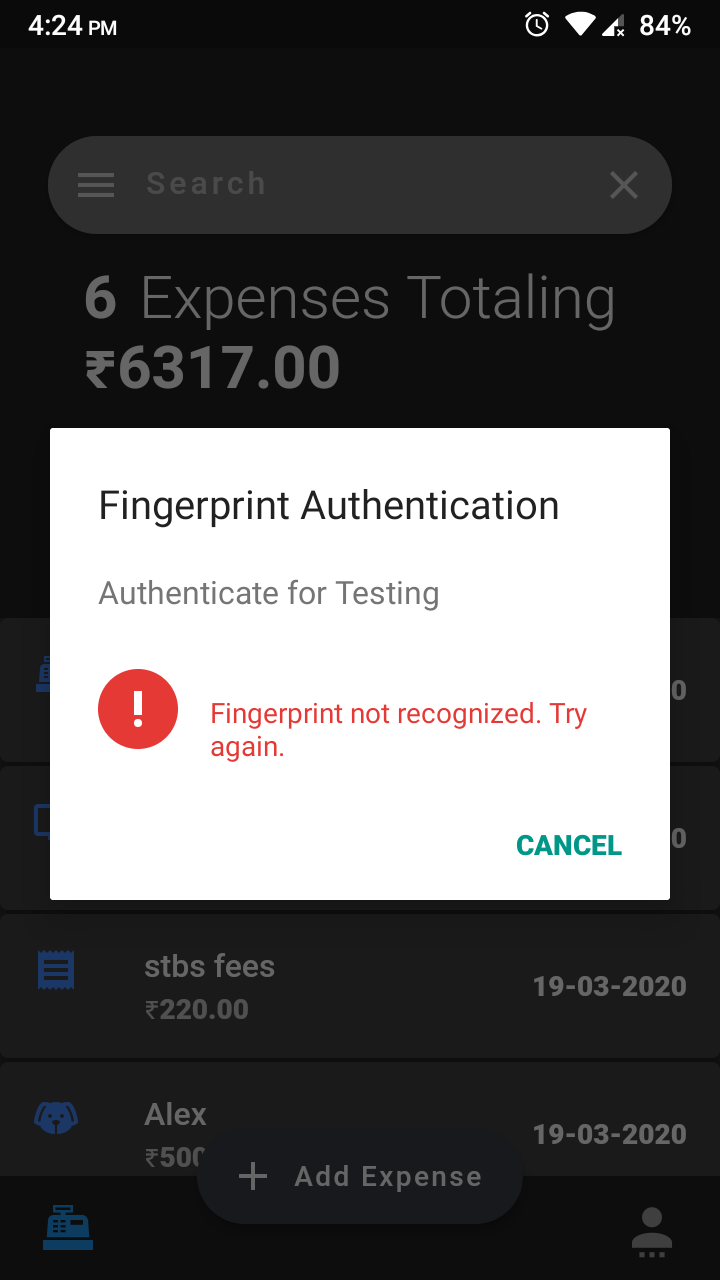 4:24 PM 84%
Search
6 Expenses Totaling
₹6317.00
Fingerprint Authentication
Authenticate for Testing
Fingerprint not recognized. Try
again.
0
0
CANCEL
stbs fees
19-03-2020
₹220.00
Alex
19-03-2020
₹500
Add Expense